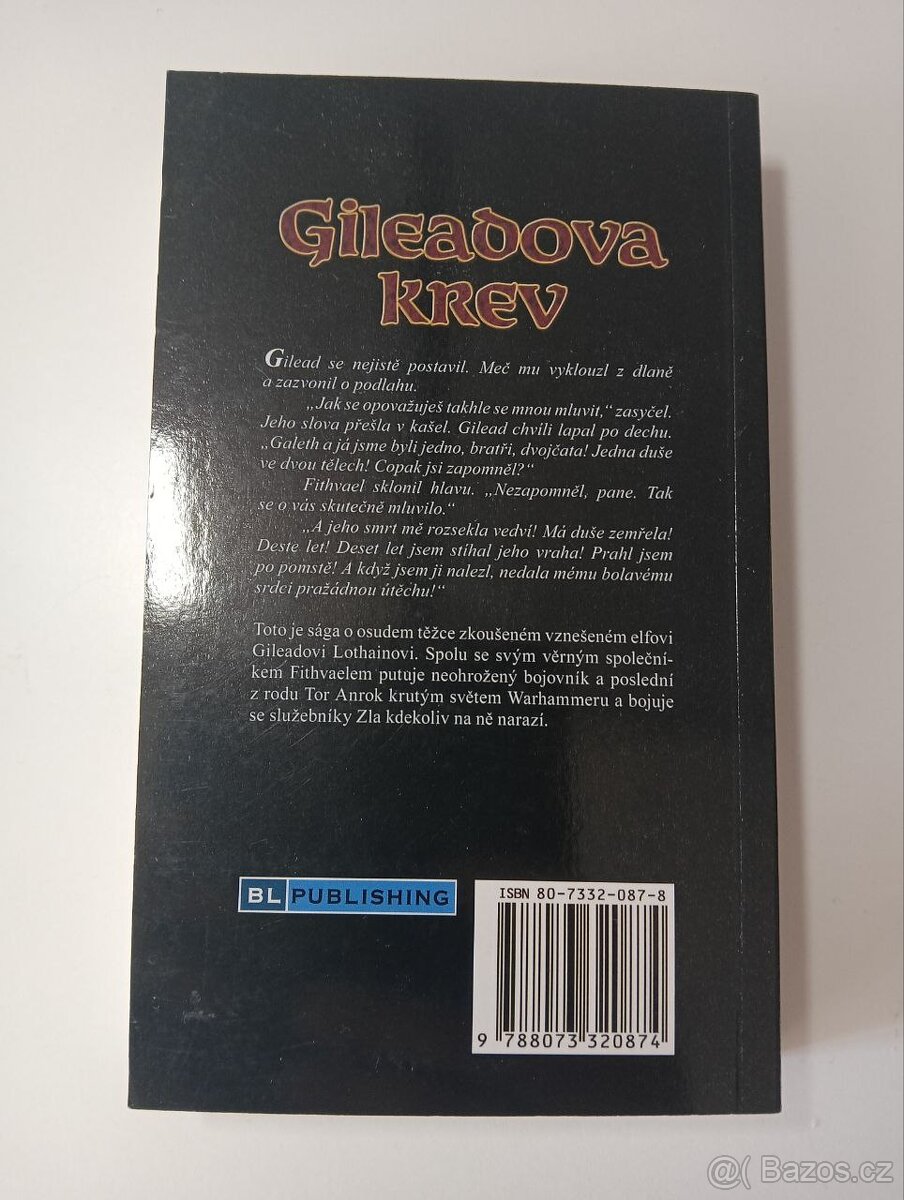 Gileadova
krev
Gilead se nejistě postavil. Meč mu vyklouzl z dlaně
a zazvonil o podlahu.
„Jak se opovažuješ takhle se mnou mluvit,“ zasyčel.
Jeho slova přešla v kašel. Gilead chvíli lapal po dechu.
„Galeth a já jsme byli jedno, bratři, dvojčata! Jedna duše
ve dvou tělech! Copak jsi zapomněl?“
Fithvael sklonil hlavu. „Nezapomněl, pane. Tak
se o vás skutečně mluvilo.“
„A jeho smrt mě rozsekla vedví! Má duše zemřela!
Deste let! Deset let jsem stíhal jeho vraha! Prahl jsem
po pomstě! A když jsem ji nalezl, nedala mému bolavému
srdci pražádnou útěchu!“
Toto je sága o osudem těžce zkoušeném vznešeném elfovi
Gileadovi Lothainovi. Spolu se svým věrným společní-
kem Fithvaelem putuje neohrožený bojovník a poslední
z rodu Tor Anrok krutým světem Warhammeru a bojuje
se služebníky Zla kdekoliv na ně narazí.
BL PUBLISHING
ISBN 80-7332-087-8
9 788073 320874
@( Bazos.cz